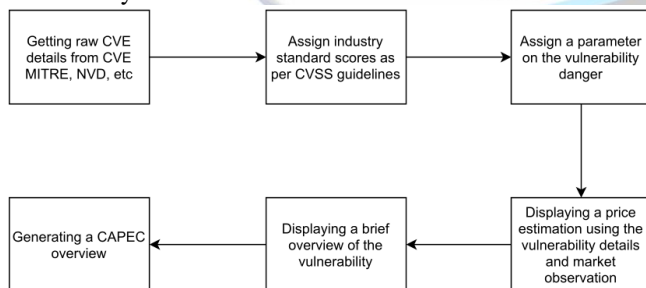 Getting raw CVE
details from CVE
MITRE, NVD, etc
Assign industry
standard scores as
per CVSS guidelines
Assign a parameter
on the vulnerability
danger
Displaying a price
estimation using the
vulnerability details
and market
observation
Displaying a brief
overview of the
vulnerability
Generating a CAPEC
overview